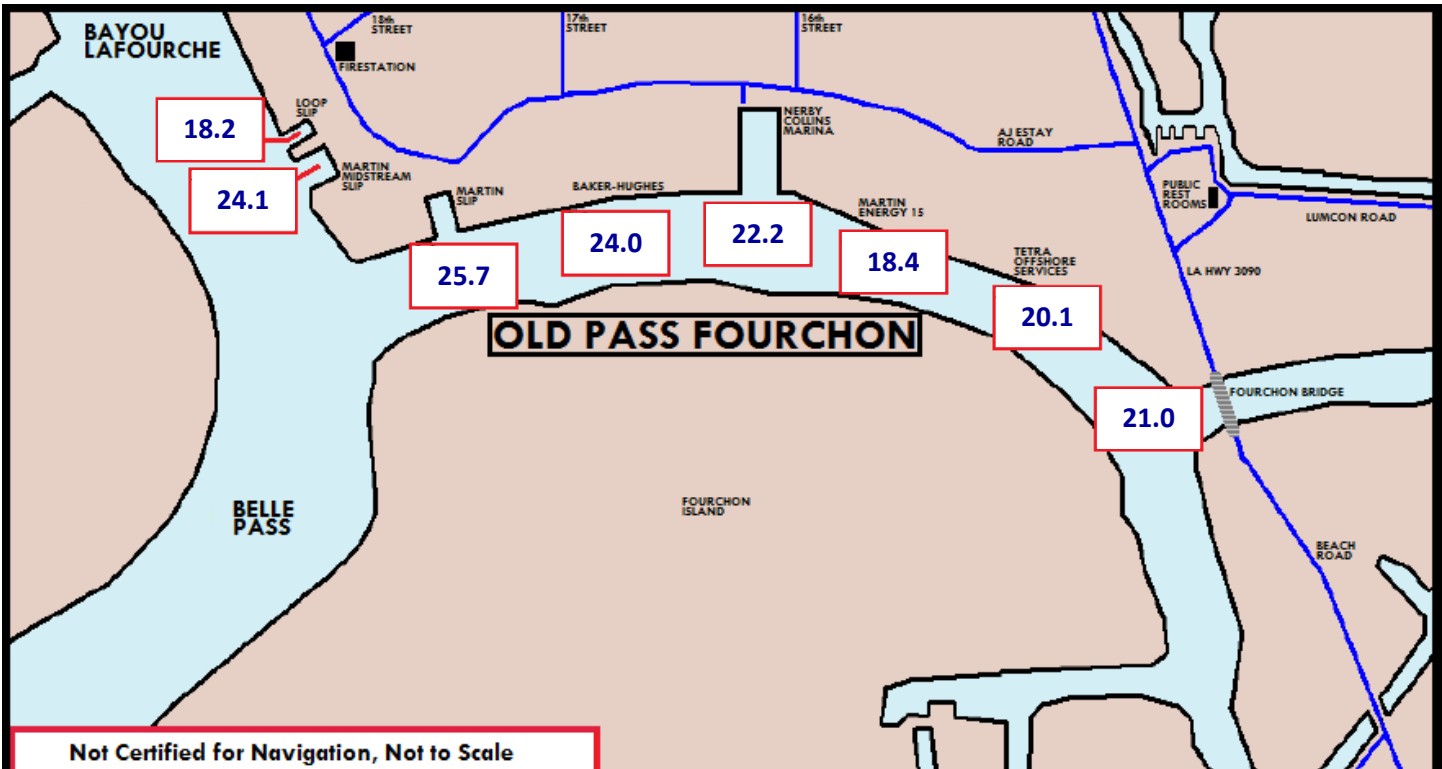 BAYOU
LAFOURCHE
18th
STREET
17th
STREET
16th
STREET
FIRESTATION
LOOP
SLIP
18.2
NERBY
COLLINS
MARINA
AJ ESTAY
ROAD
MARTIN
MIDSTREAM
SLIP
24.1
MARTIN
SLIP
BAKER-HUGHES
PUBLIC
REST
ROOMS
MARTIN
ENERGY 15
LUMCON ROAD
25.7
24.0
22.2
18.4
TETRA
OFFSHORE
SERVICES
LA HWY 3090
20.1
OLD PASS FOURCHON
FOURCHON BRIDGE
21.0
BELLE
PASS
FOURCHON
ISLAND
BEACH
ROAD
Not Certified for Navigation, Not to Scale